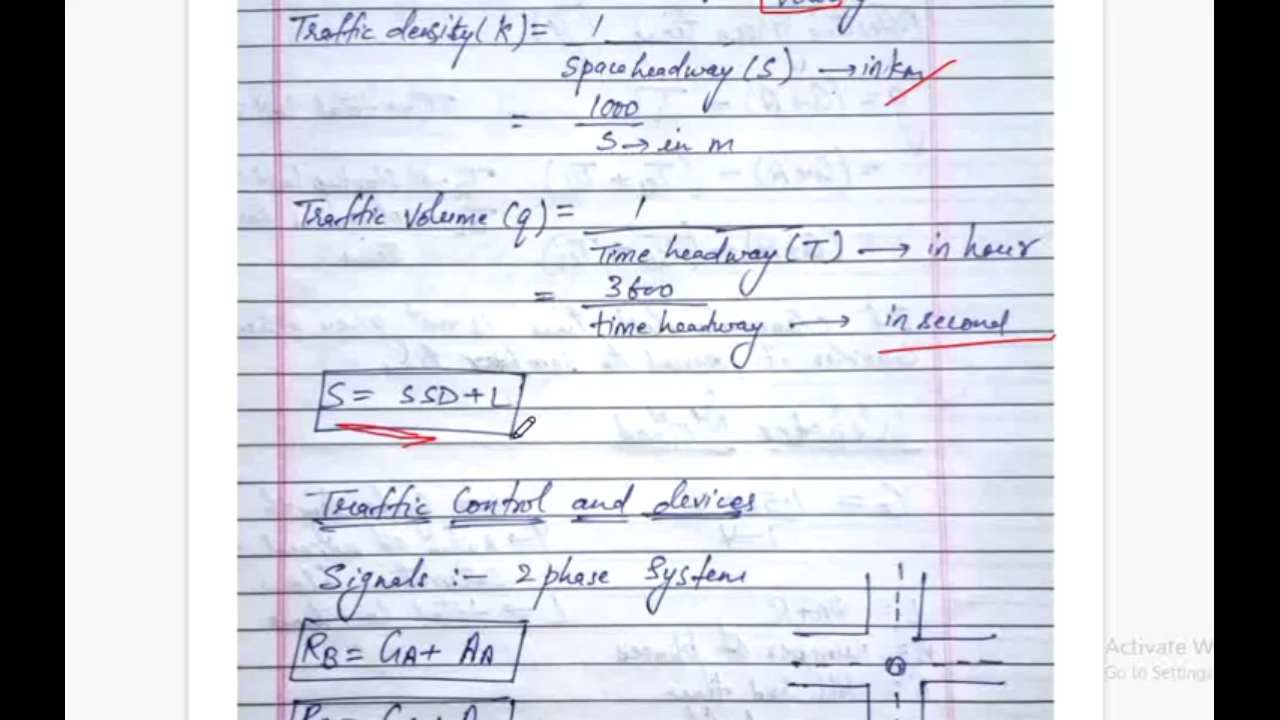 Traffic density (k) = 1
Space headway (S) → in km
= 1000
S → in m
Traffic Volume (q) = 1
Time headway (T) → in hour
= 3600
time headway → in second
S = SSD + L
Traffic Control and devices
Signals :- 2 phase System
RB = GA + AA
Activate W
Go to Settings